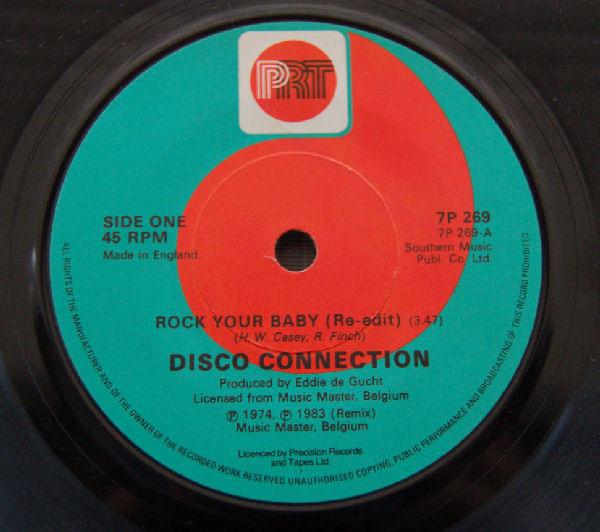 PRT
SIDE ONE
45 RPM
Made in England
7P 269
7P 269-A
Southern Music
Publ. Co. Ltd.
ROCK YOUR BABY (Re-edit) (3.47)
(H. W. Casey, R. Finch)
DISCO CONNECTION
Produced by Eddie de Gucht
Licensed from Music Master, Belgium
℗ 1974, ℗ 1983 (Remix)
Music Master, Belgium
Licenced by Precision Records
and Tapes Ltd.
ALL RIGHTS OF THE MANUFACTURER AND OF THE OWNER OF THE RECORDED WORK RESERVED UNAUTHORISED COPYING, PUBLIC PERFORMANCE AND BROADCASTING OF THIS RECORD PROHIBITED.